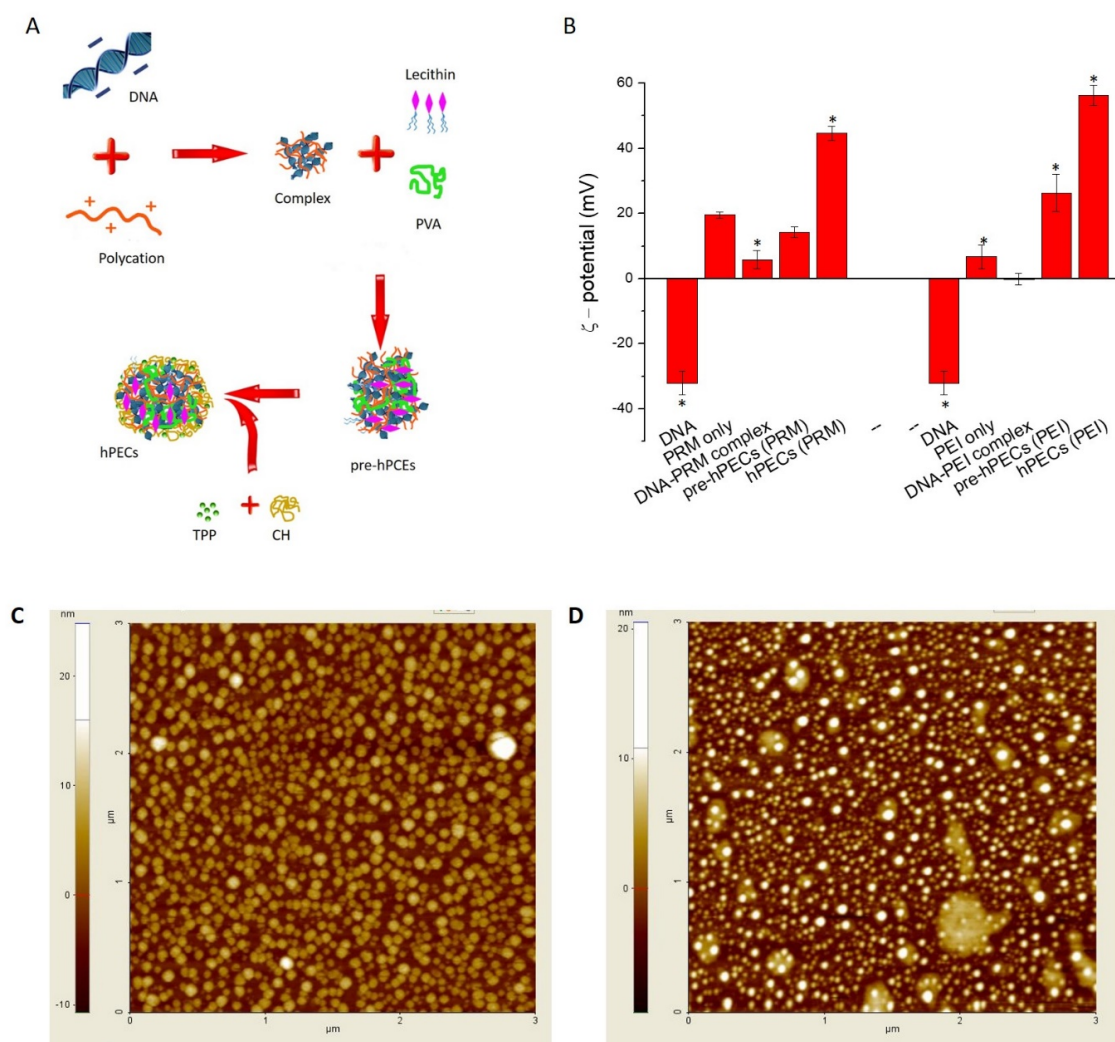 A
DNA
Lecithin
Complex
PVA
Polycation
+
+
+
hPECs
pre-hPCEs
TPP
CH
B
ζ – potential (mV)
60
40
20
0
-20
-40
*
*
*
*
*
*
*
DNA
PRM only
DNA-PRM complex
pre-hPECs (PRM)
hPECs (PRM)
-
--
DNA
PEI only
DNA-PEI complex
pre-hPECs (PEI)
hPECs (PEI)
C
nm
20
10
0
-10
3
2
1
0
µm
0
1
2
3
µm
D
nm
20
10
0
3
2
1
0
µm
0
1
2
3
µm